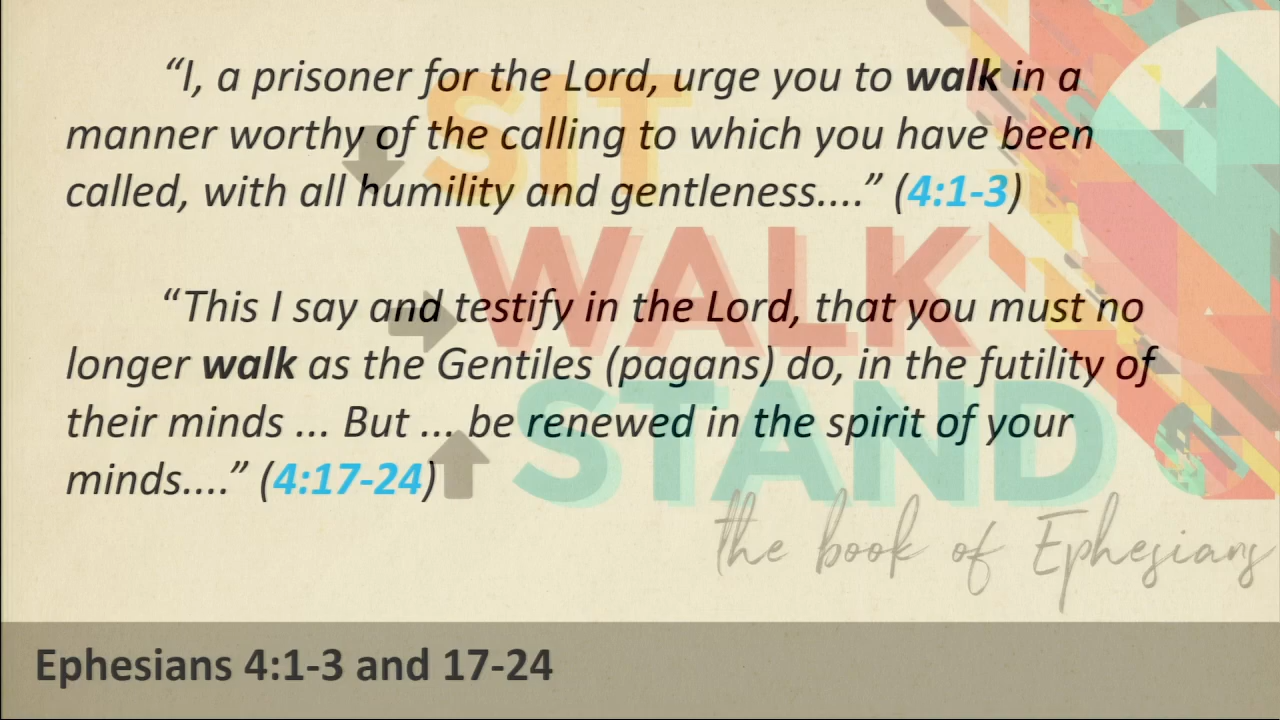 “I, a prisoner for the Lord, urge you to walk in a
manner worthy of the calling to which you have been
called, with all humility and gentleness....” (4:1-3)
“This I say and testify in the Lord, that you must no
longer walk as the Gentiles (pagans) do, in the futility of
their minds ... But ... be renewed in the spirit of your
minds....” (4:17-24)
SIT
WALK
STAND
the book of Ephesians
Ephesians 4:1-3 and 17-24